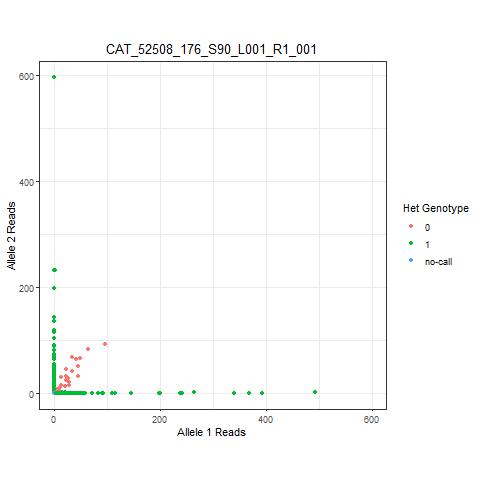 CAT_52508_176_S90_L001_R1_001
600
400
200
0
Allele 2 Reads
0 200 400 600
Allele 1 Reads
Het Genotype
0
1
no-call